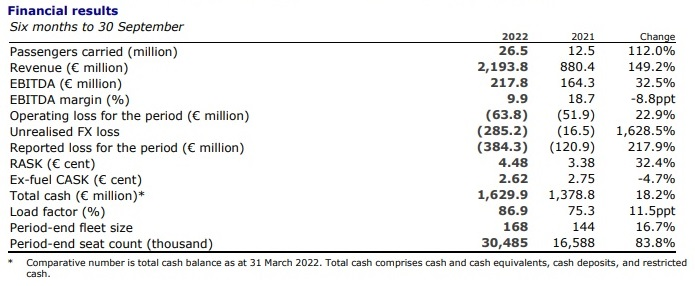 Financial results
Six months to 30 September
2022 2021 Change
Passengers carried (million) 26.5 12.5 112.0%
Revenue (€ million) 2,193.8 880.4 149.2%
EBITDA (€ million) 217.8 164.3 32.5%
EBITDA margin (%) 9.9 18.7 -8.8ppt
Operating loss for the period (€ million) (63.8) (51.9) 22.9%
Unrealised FX loss (285.2) (16.5) 1,628.5%
Reported loss for the period (€ million) (384.3) (120.9) 217.9%
RASK (€ cent) 4.48 3.38 32.4%
Ex-fuel CASK (€ cent) 2.62 2.75 -4.7%
Total cash (€ million)* 1,629.9 1,378.8 18.2%
Load factor (%) 86.9 75.3 11.5ppt
Period-end fleet size 168 144 16.7%
Period-end seat count (thousand) 30,485 16,588 83.8%
* Comparative number is total cash balance as at 31 March 2022. Total cash comprises cash and cash equivalents, cash deposits, and restricted
cash.